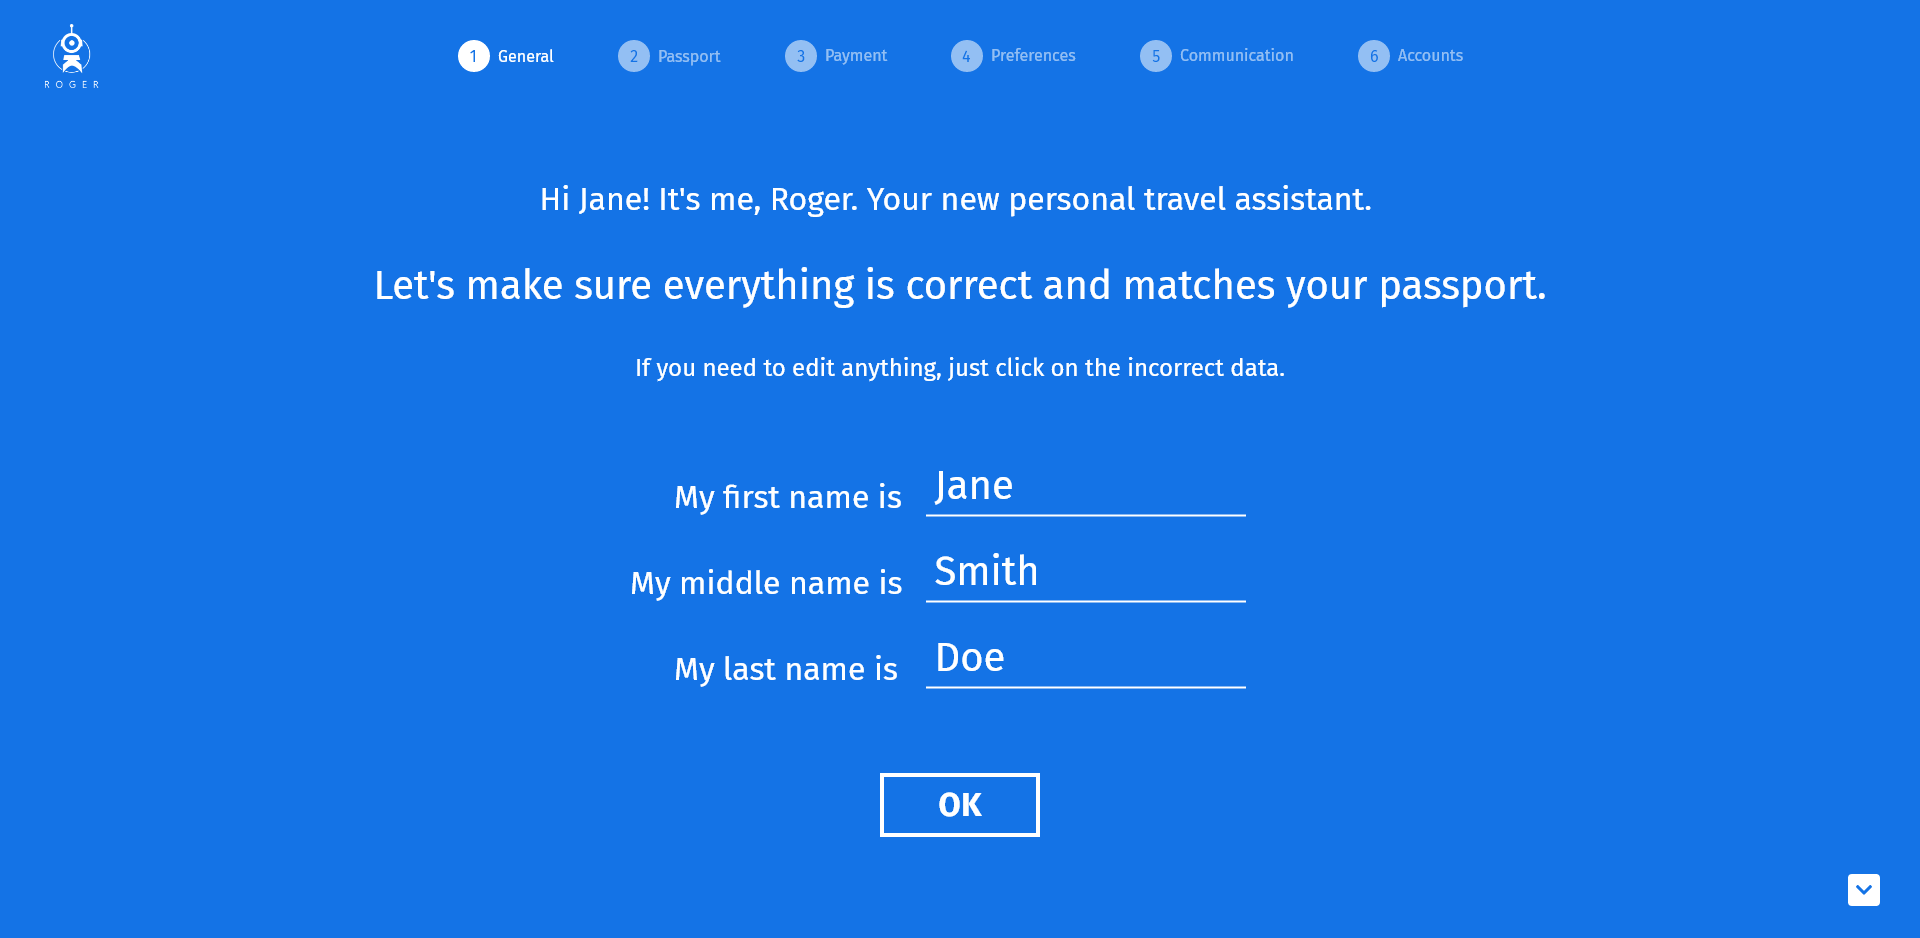 ROGER
1 General 2 Passport 3 Payment 4 Preferences 5 Communication 6 Accounts
Hi Jane! It's me, Roger. Your new personal travel assistant.
Let's make sure everything is correct and matches your passport.
If you need to edit anything, just click on the incorrect data.
My first name is Jane
My middle name is Smith
My last name is Doe
OK